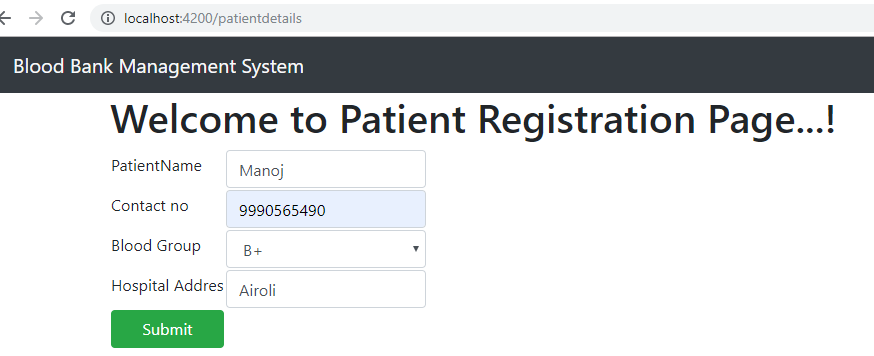 localhost:4200/patientdetails
Blood Bank Management System
Welcome to Patient Registration Page...!
PatientName Manoj
Contact no 9990565490
Blood Group B+
Hospital Addres Airoli
Submit